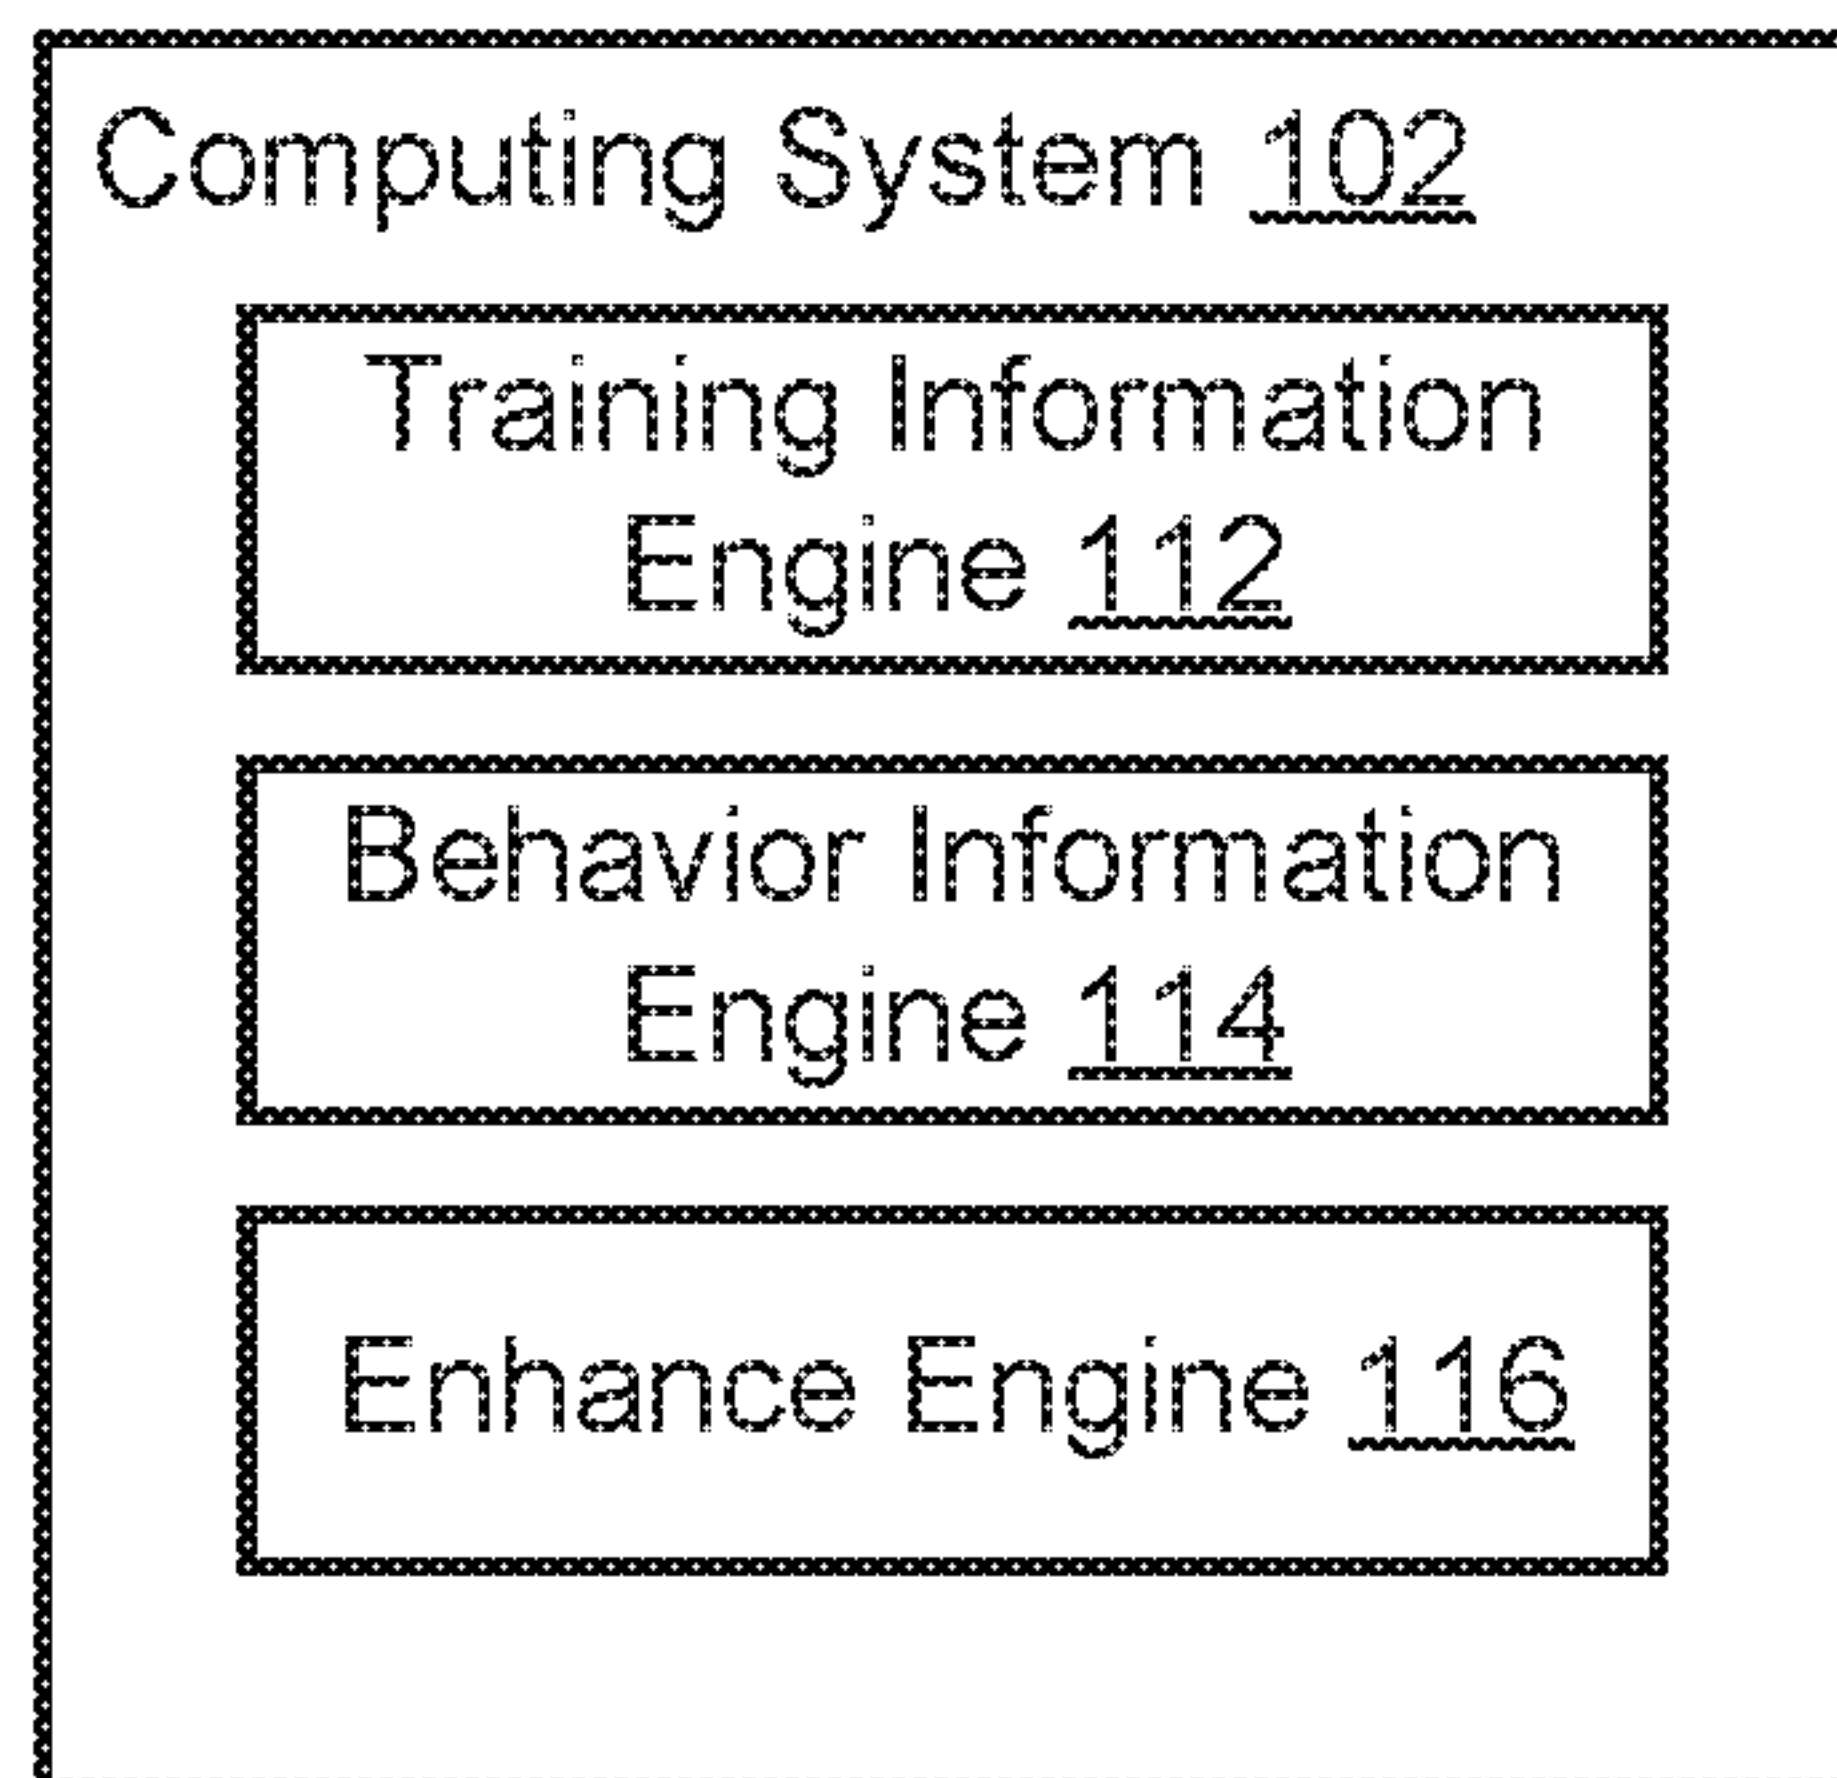 Computing System 102
Training Information
Engine 112
Behavior Information
Engine 114
Enhance Engine 116